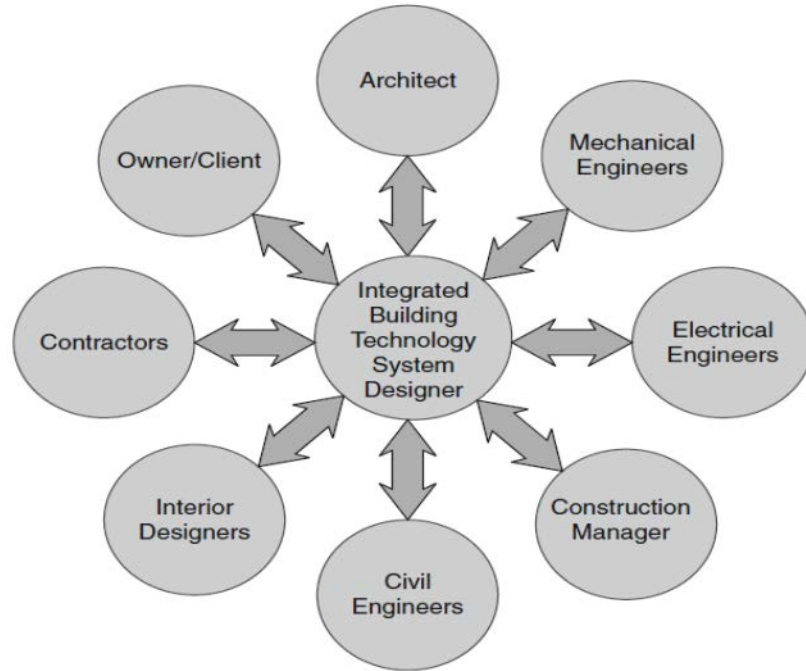 Architect
Owner/Client
Mechanical
Engineers
Contractors
Integrated
Building
Technology
System
Designer
Electrical
Engineers
Interior
Designers
Construction
Manager
Civil
Engineers